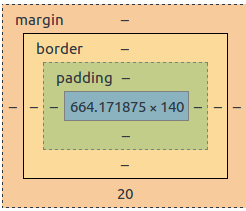 margin –
border –
padding –
– – – 664.171875 × 140 – – –
–
–
20